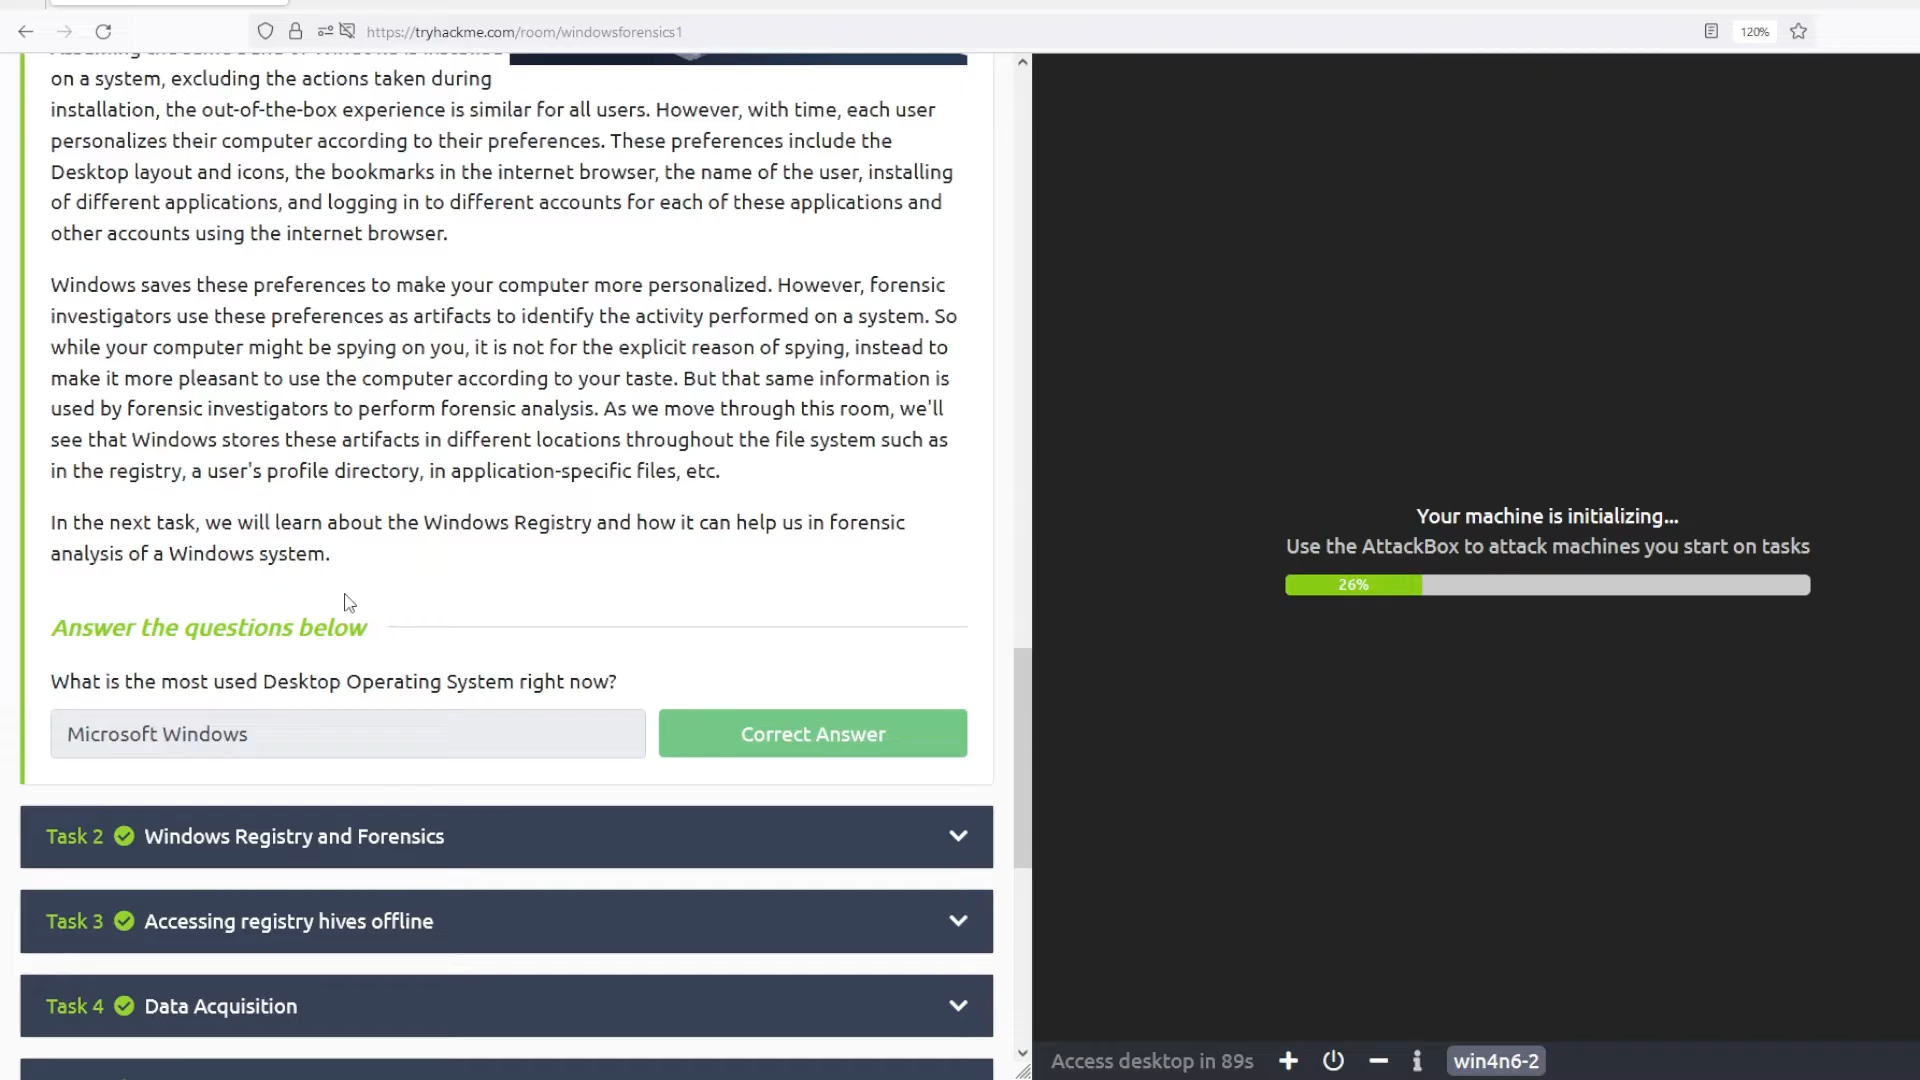 https://tryhackme.com/room/windowsforensics1
120%
Assuming the same build of Windows is installed
on a system, excluding the actions taken during
installation, the out-of-the-box experience is similar for all users. However, with time, each user
personalizes their computer according to their preferences. These preferences include the
Desktop layout and icons, the bookmarks in the internet browser, the name of the user, installing
of different applications, and logging in to different accounts for each of these applications and
other accounts using the internet browser.
Windows saves these preferences to make your computer more personalized. However, forensic
investigators use these preferences as artifacts to identify the activity performed on a system. So
while your computer might be spying on you, it is not for the explicit reason of spying, instead to
make it more pleasant to use the computer according to your taste. But that same information is
used by forensic investigators to perform forensic analysis. As we move through this room, we'll
see that Windows stores these artifacts in different locations throughout the file system such as
in the registry, a user's profile directory, in application-specific files, etc.
In the next task, we will learn about the Windows Registry and how it can help us in forensic
analysis of a Windows system.
Answer the questions below
What is the most used Desktop Operating System right now?
Microsoft Windows
Correct Answer
Task 2 Windows Registry and Forensics
Task 3 Accessing registry hives offline
Task 4 Data Acquisition
Your machine is initializing...
Use the AttackBox to attack machines you start on tasks
26%
Access desktop in 89s
win4n6-2